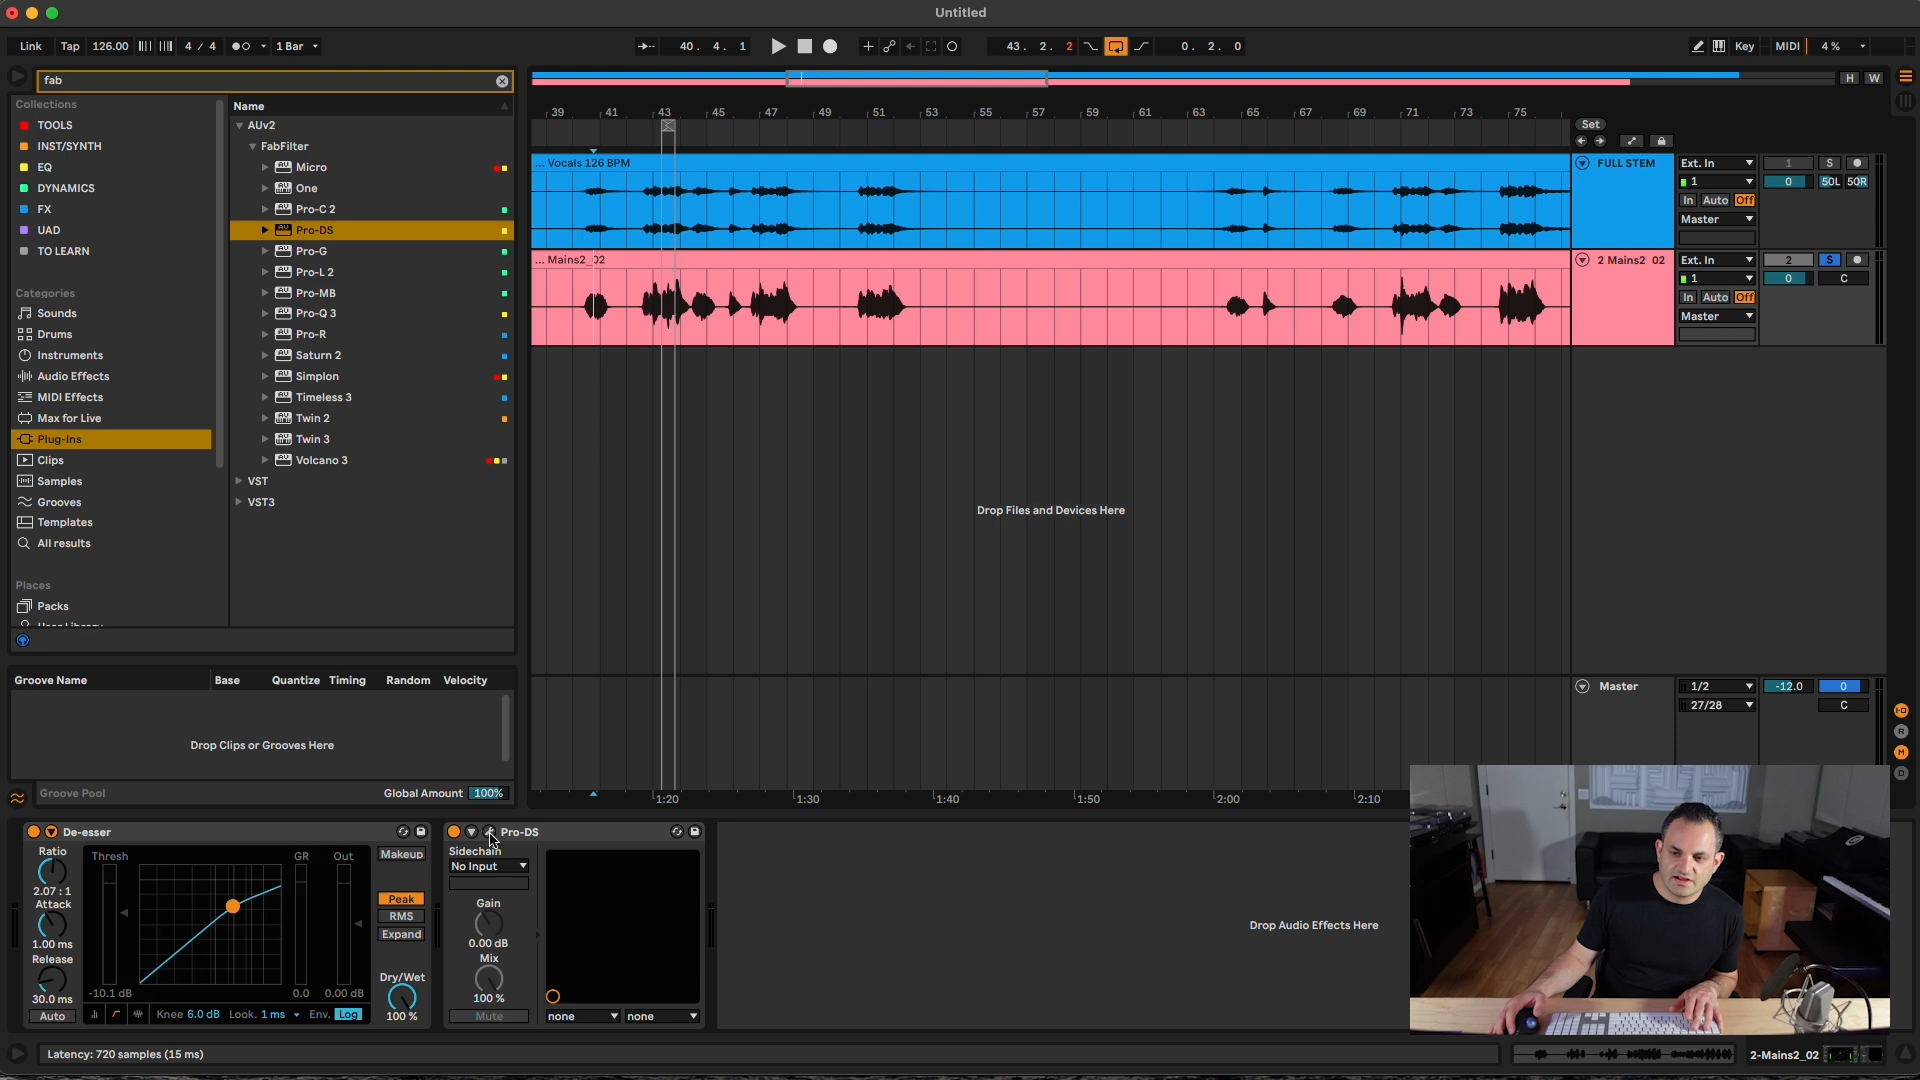 Untitled
Link Tap 126.00 4 / 4 1 Bar 40. 4. 1 43. 2. 2 0. 2. 0 Key MIDI 4 %
fab
H W
Collections
TOOLS
INST/SYNTH
EQ
DYNAMICS
FX
UAD
TO LEARN
Categories
Sounds
Drums
Instruments
Audio Effects
MIDI Effects
Max for Live
Plug-Ins
Clips
Samples
Grooves
Templates
All results
Places
Packs
Name
AUv2
FabFilter
Micro
One
Pro-C 2
Pro-DS
Pro-G
Pro-L 2
Pro-MB
Pro-Q 3
Pro-R
Saturn 2
Simplon
Timeless 3
Twin 2
Twin 3
Volcano 3
VST
VST3
39 41 43 45 47 49 51 53 55 57 59 61 63 65 67 69 71 73 75
Set
... Vocals 126 BPM
FULL STEM
Ext. In 1 S
1 0 50L 50R
In Auto Off
Master
... Mains2_02
2 Mains2 02
Ext. In 2 S
1 0 C
In Auto Off
Master
Drop Files and Devices Here
Master 1/2 -12.0 0
27/28 C
1:20 1:30 1:40 1:50 2:00 2:10
Groove Name Base Quantize Timing Random Velocity
Drop Clips or Grooves Here
Groove Pool Global Amount 100%
R
M
D
De-esser
Ratio
2.07 : 1
Attack
1.00 ms
Release
30.0 ms
Auto
Thresh GR Out
-10.1 dB 0.0 0.00 dB
Knee 6.0 dB Look. 1 ms Env. Log
Makeup
Peak
RMS
Expand
Dry/Wet
100 %
Pro-DS
Sidechain
No Input
Gain
0.00 dB
Mix
100 %
Mute
none none
Drop Audio Effects Here
Latency: 720 samples (15 ms)
2-Mains2_02